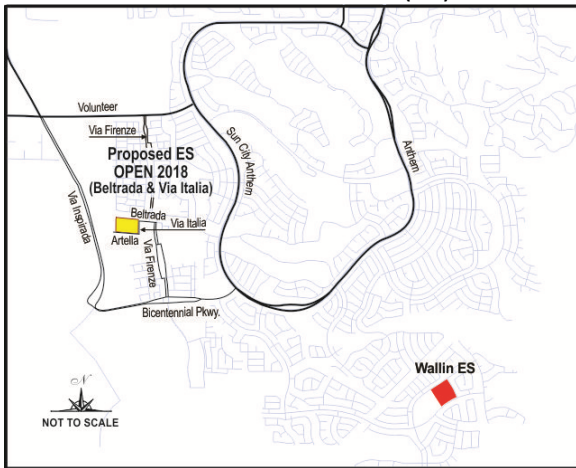 Volunteer
Via Firenze
Proposed ES
OPEN 2018
(Beltrada & Via Italia)
Sun City Anthem
Anthem
Via Inspirada
Beltrada
Via Italia
Artella
Via Firenze
Bicentennial Pkwy.
Wallin ES
N
NOT TO SCALE